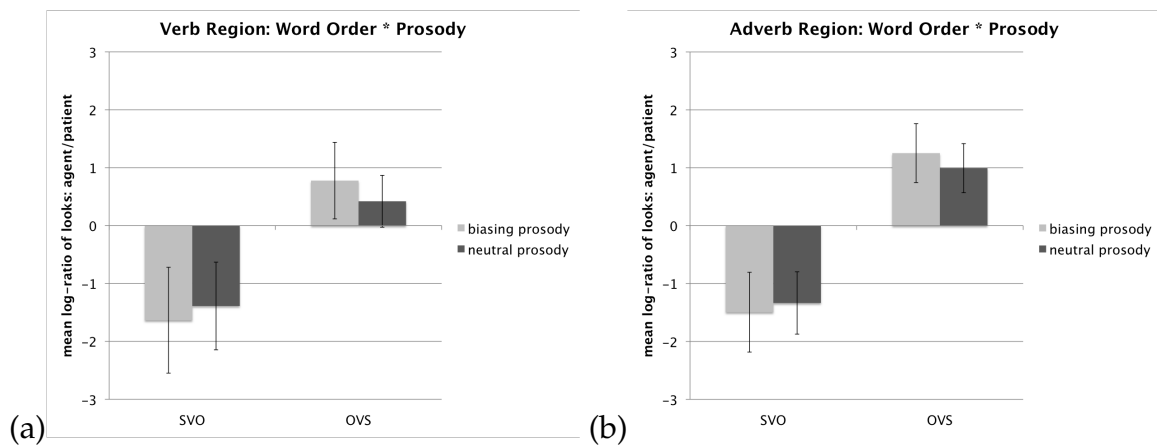 Verb Region: Word Order * Prosody
mean log-ratio of looks: agent/patient
3
2
1
0
-1
-2
-3
SVO
OVS
biasing prosody
neutral prosody
(a)
Adverb Region: Word Order * Prosody
mean log-ratio of looks: agent/patient
3
2
1
0
-1
-2
-3
SVO
OVS
biasing prosody
neutral prosody
(b)